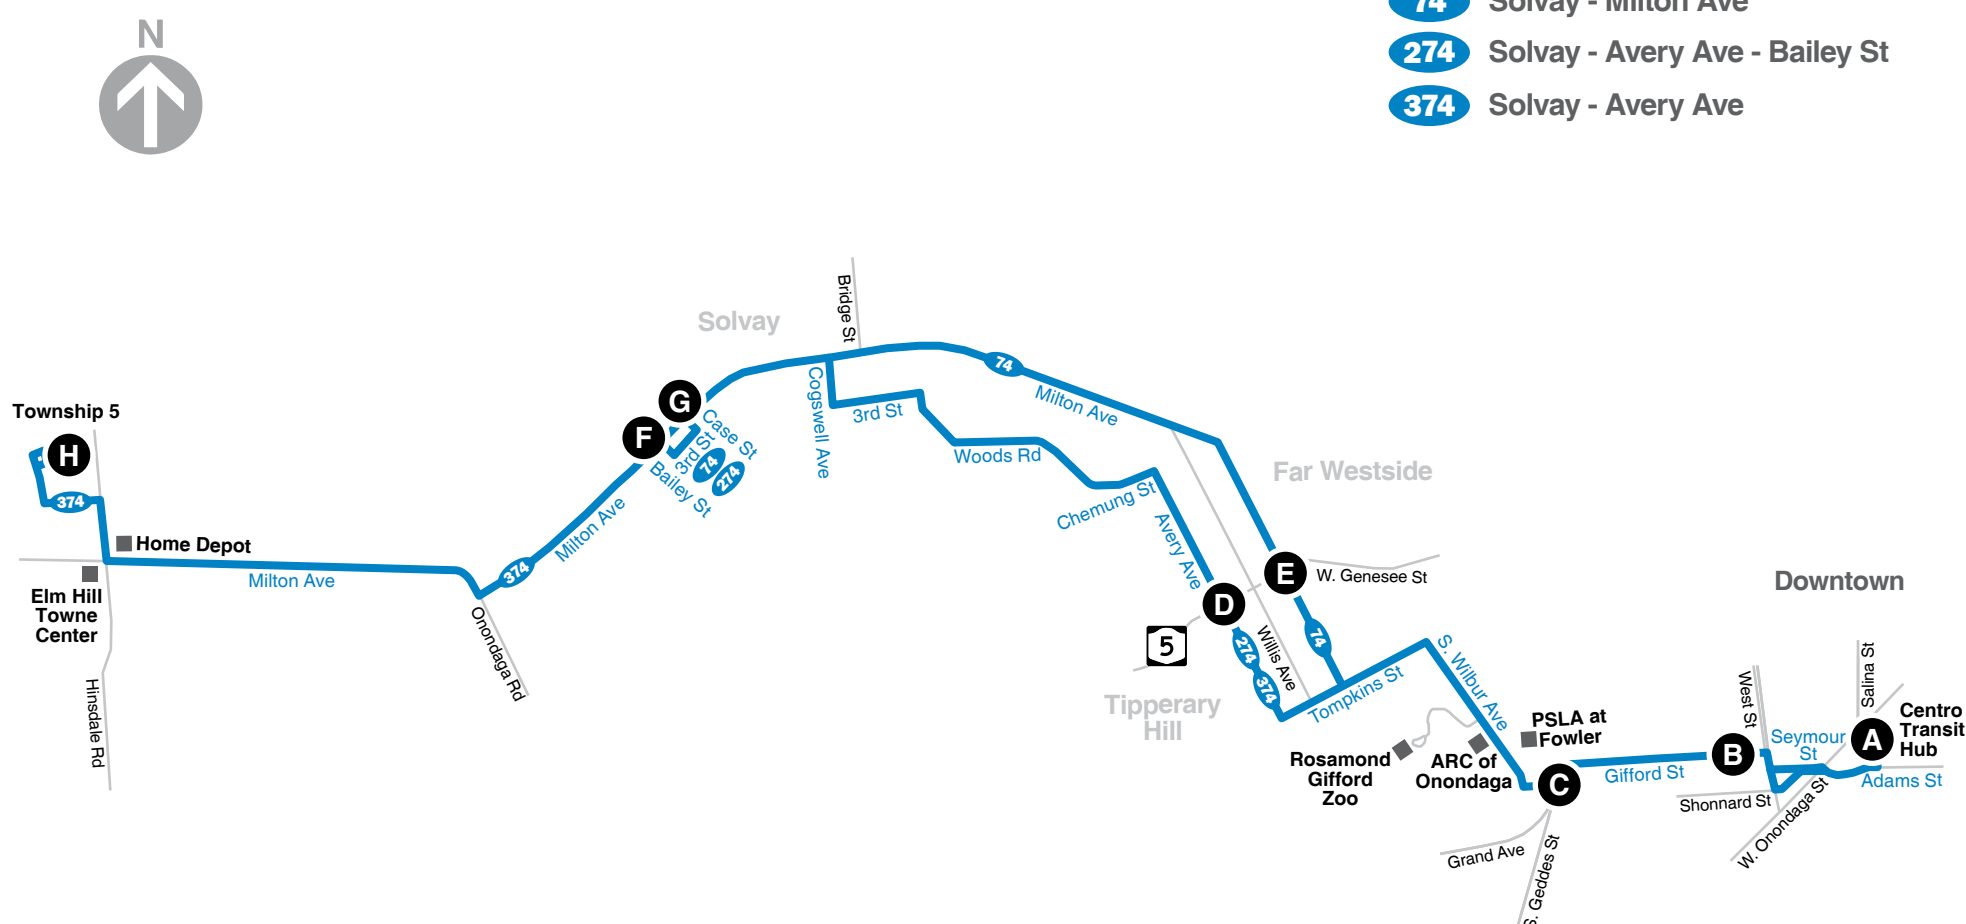 N
74 Solvay - Milton Ave
274 Solvay - Avery Ave - Bailey St
374 Solvay - Avery Ave
Bridge St
Solvay
74
Milton Ave
Cogswell Ave
3rd St
Woods Rd
Chemung St
Avery Ave
Far Westside
Township 5
H
374
G
F
Case St
3rd St
74
274
Bailey St
Milton Ave
374
Home Depot
Milton Ave
Elm Hill
Towne
Center
Hinsdale Rd
Onondaga Rd
E
W. Genesee St
D
5
274
374
Willis Ave
74
Tompkins St
S. Wilbur Ave
Tipperary
Hill
Downtown
Rosamond
Gifford
Zoo
ARC of
Onondaga
PSLA at
Fowler
C
Gifford St
B
West St
Seymour
St
Salina St
A
Centro
Transit
Hub
Adams St
Shonnard St
W. Onondaga St
Grand Ave
S. Geddes St